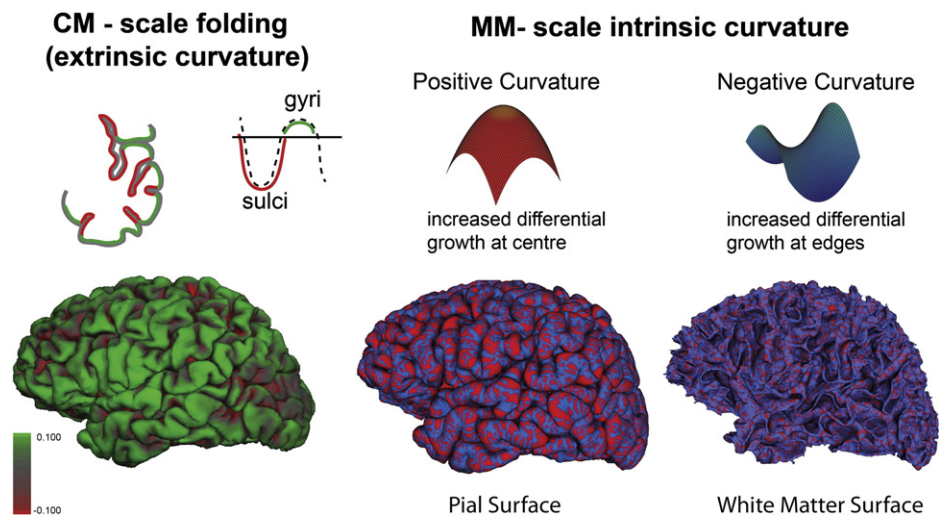 CM - scale folding
(extrinsic curvature)
MM- scale intrinsic curvature
gyri
sulci
Positive Curvature
increased differential
growth at centre
Negative Curvature
increased differential
growth at edges
0.100
-0.100
Pial Surface
White Matter Surface